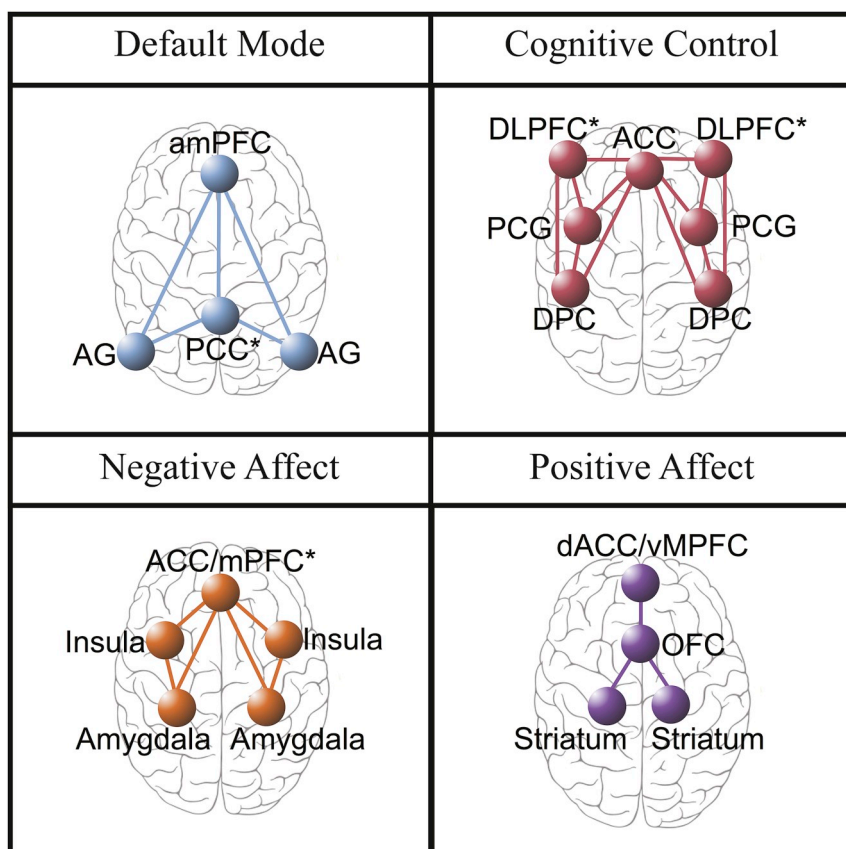 Default Mode
Cognitive Control
amPFC
AG
PCC*
AG
DLPFC*
ACC
DLPFC*
PCG
PCG
DPC
DPC
Negative Affect
Positive Affect
ACC/mPFC*
Insula
Insula
Amygdala
Amygdala
dACC/vMPFC
OFC
Striatum
Striatum